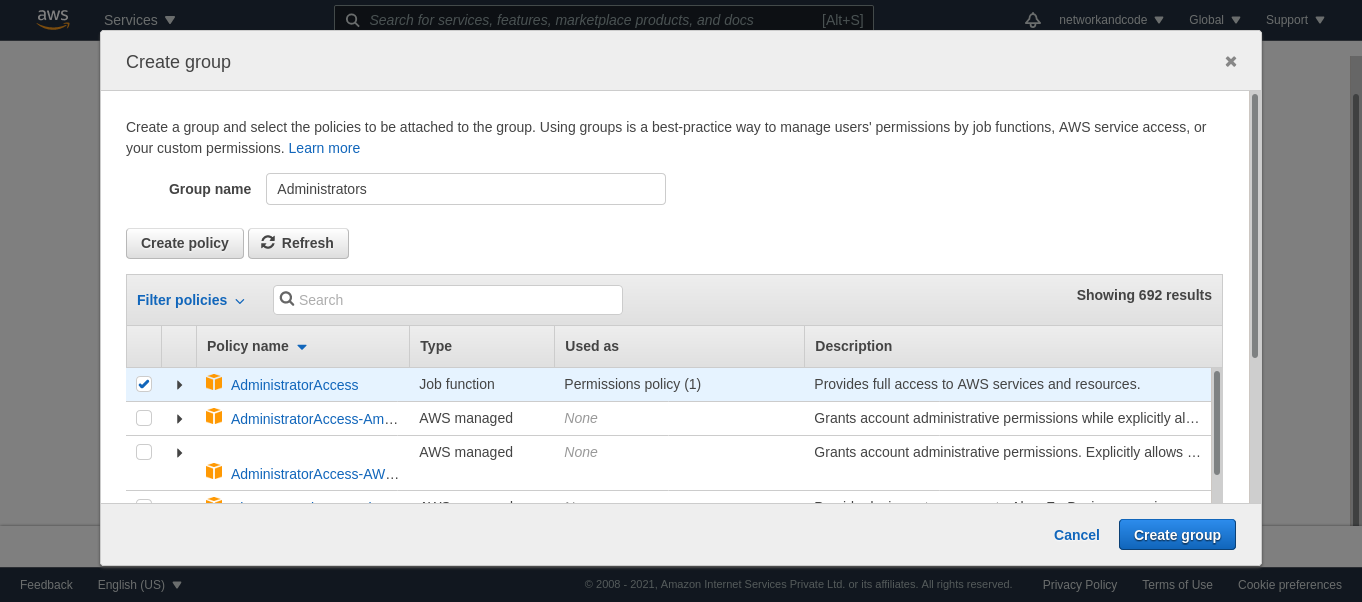 aws
Services
Search for services, features, marketplace products, and docs
[Alt+S]
networkandcode
Global
Support
Create group
Create a group and select the policies to be attached to the group. Using groups is a best-practice way to manage users' permissions by job functions, AWS service access, or
your custom permissions. Learn more
Group name
Administrators
Create policy
Refresh
Filter policies
Search
Showing 692 results
Policy name
Type
Used as
Description
AdministratorAccess
Job function
Permissions policy (1)
Provides full access to AWS services and resources.
AdministratorAccess-Am…
AWS managed
None
Grants account administrative permissions while explicitly al…
AdministratorAccess-AW…
AWS managed
None
Grants account administrative permissions. Explicitly allows …
Cancel
Create group
Feedback
English (US)
© 2008 - 2021, Amazon Internet Services Private Ltd. or its affiliates. All rights reserved.
Privacy Policy
Terms of Use
Cookie preferences